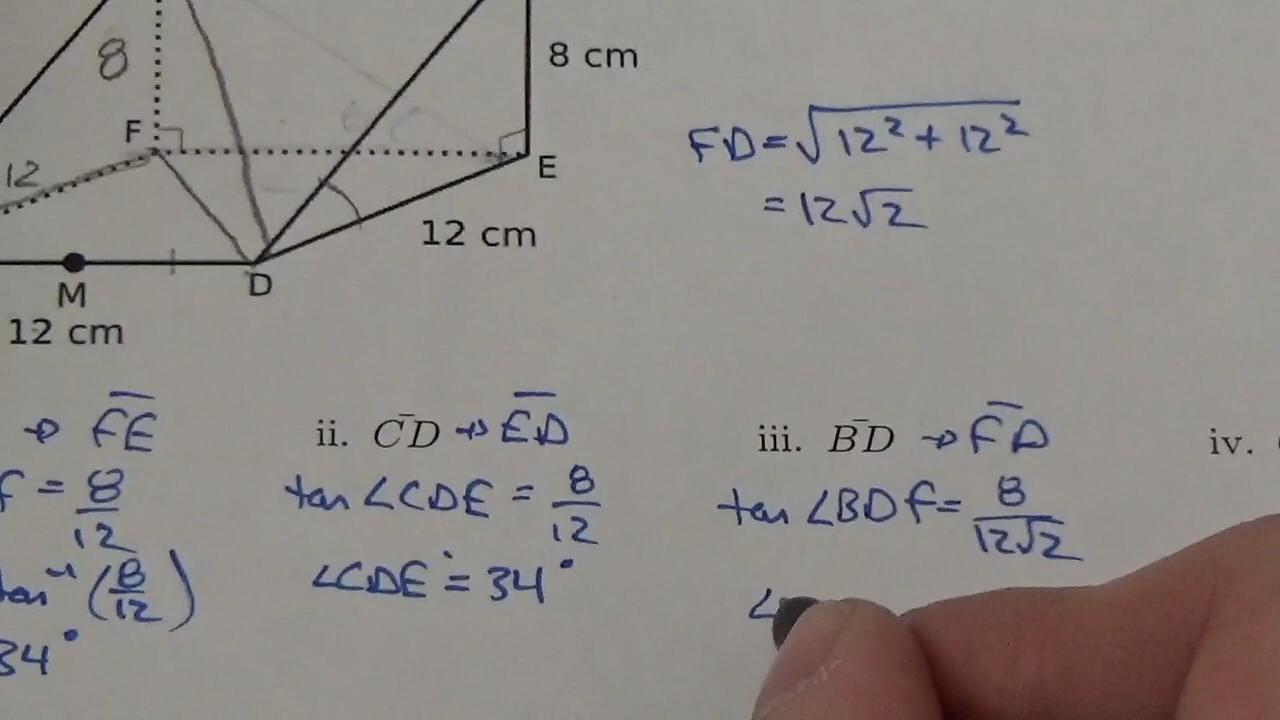 8
8 cm
F
E
12
12 cm
M
D
12 cm
FD = √12² + 12²
= 12√2
→ FE
F = 8/12
tan⁻¹ (8/12)
34°
ii. CD → ED
tan ∠CDE = 8/12
∠CDE ≐ 34°
iii. BD → FD
tan ∠BDF = 8/12√2
∠
iv.